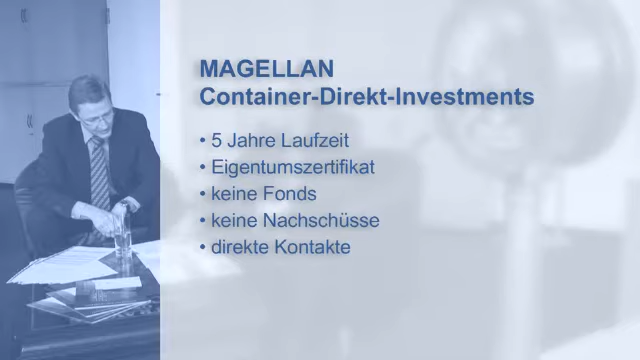 MAGELLAN
Container-Direkt-Investments
• 5 Jahre Laufzeit
• Eigentumszertifikat
• keine Fonds
• keine Nachschüsse
• direkte Kontakte